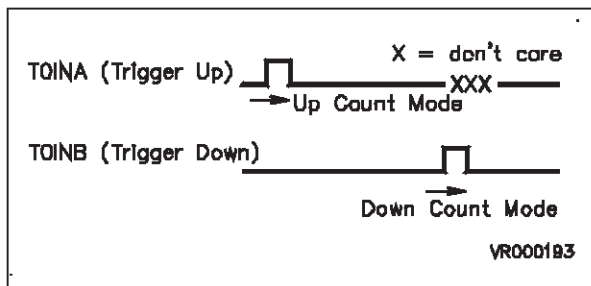 X = don't care
TOINA (Trigger Up)
XXX
Up Count Mode
TOINB (Trigger Down)
Down Count Mode
VR000193